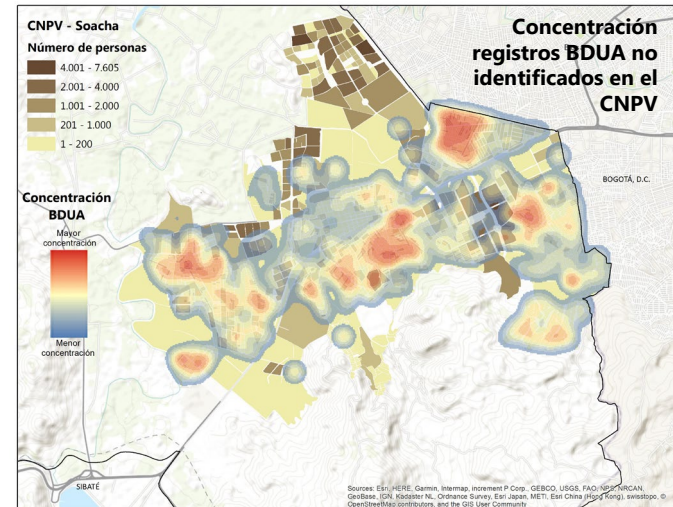 CNPV - Soacha
Número de personas
4.001 - 7.605
2.001 - 4.000
1.001 - 2.000
201 - 1.000
1 - 200
Concentración
registros BDUA no
identificados en el
CNPV
BOGOTÁ, D.C.
Concentración
BDUA
Mayor
concentración
Menor
concentración
SIBATÉ
Sources: Esri, HERE, Garmin, Intermap, increment P Corp., GEBCO, USGS, FAO, NPS, NRCAN,
GeoBase, IGN, Kadaster NL, Ordnance Survey, Esri Japan, METI, Esri China (Hong Kong), swisstopo, ©
OpenStreetMap contributors, and the GIS User Community